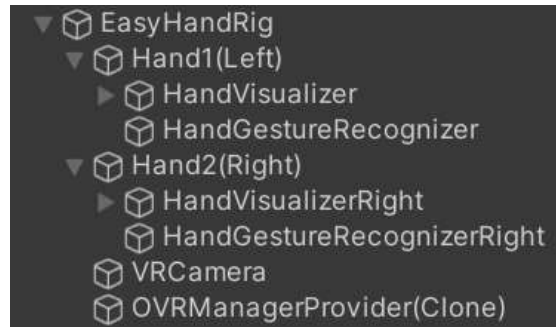 EasyHandRig
Hand1(Left)
HandVisualizer
HandGestureRecognizer
Hand2(Right)
HandVisualizerRight
HandGestureRecognizerRight
VRCamera
OVRManagerProvider(Clone)